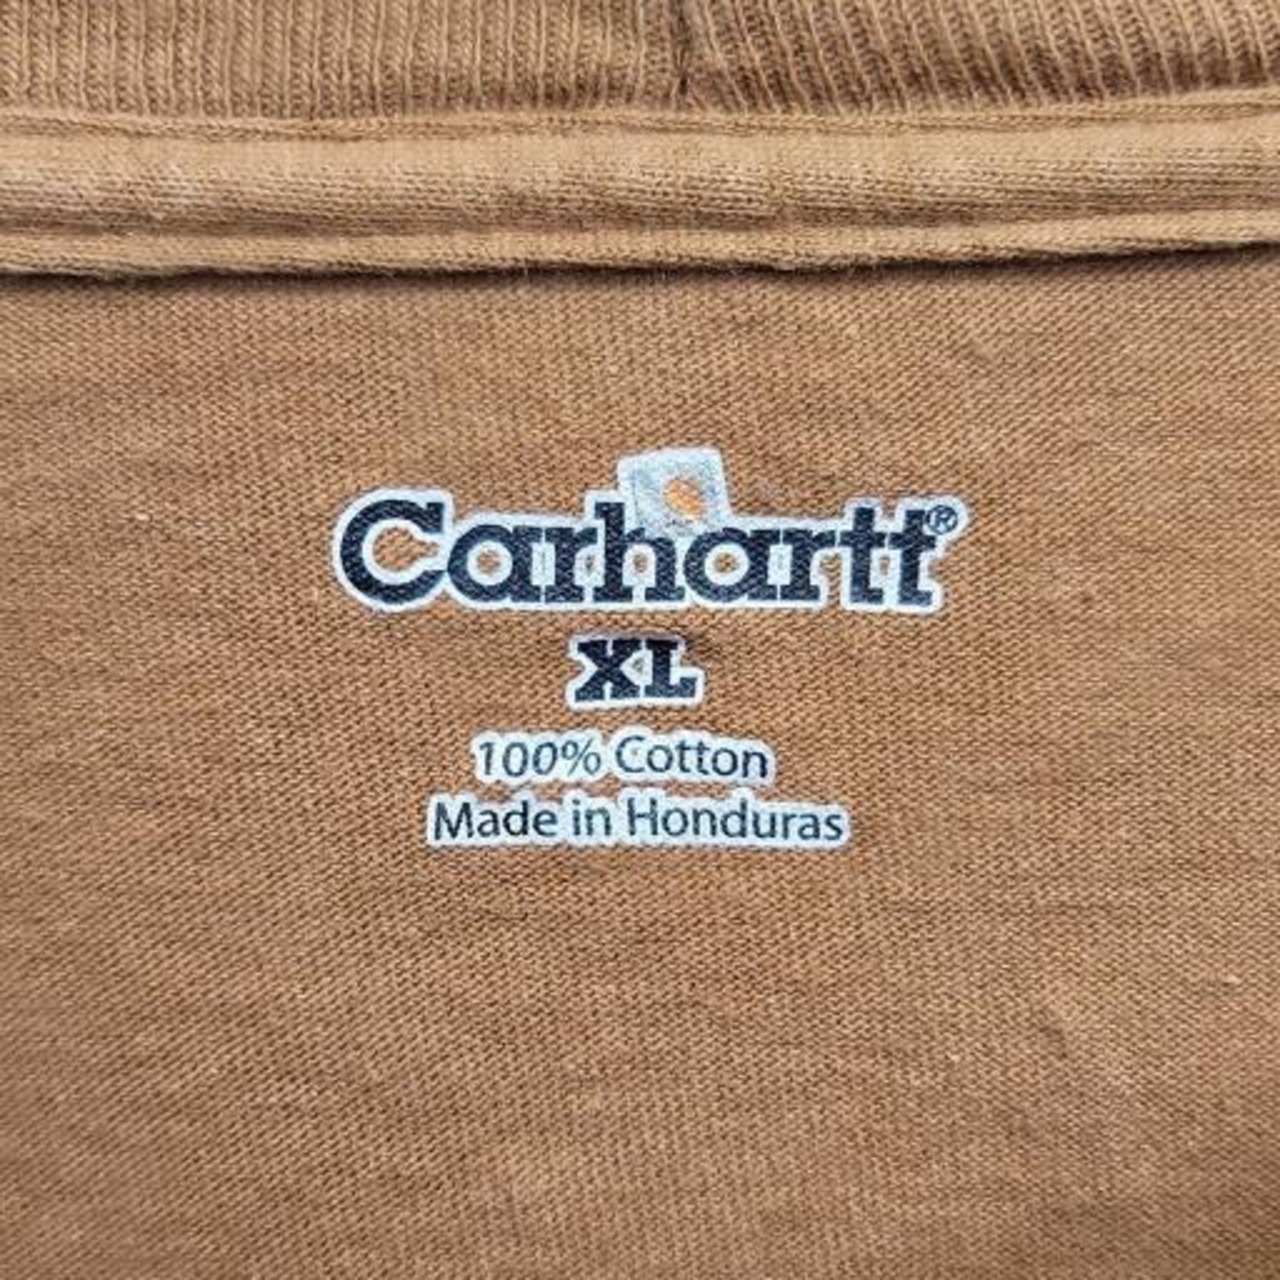 Carhartt®
XL
100% Cotton
Made in Honduras